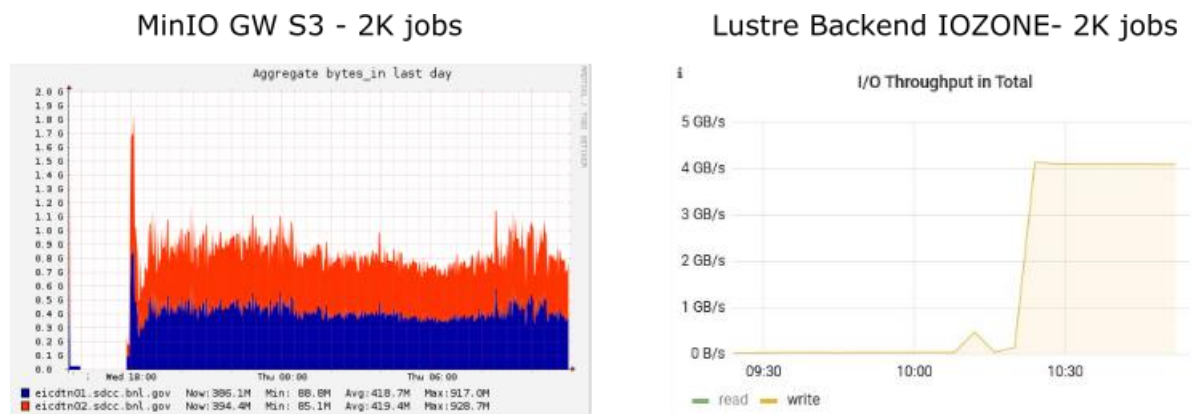 MinIO GW S3 - 2K jobs
Aggregate bytes_in last day
2.0 G
1.9 G
1.8 G
1.7 G
1.6 G
1.5 G
1.4 G
1.3 G
1.2 G
1.1 G
1.0 G
0.9 G
0.8 G
0.7 G
0.6 G
0.5 G
0.4 G
0.3 G
0.2 G
0.1 G
0.0
Wed 18:00 Thu 00:00 Thu 06:00
eicdtn01.sdcc.bnl.gov Now:386.1M Min: 88.8M Avg:418.7M Max:917.0M
eicdtn02.sdcc.bnl.gov Now:394.4M Min: 85.1M Avg:419.4M Max:928.7M
Lustre Backend IOZONE- 2K jobs
i
I/O Throughput in Total
5 GB/s
4 GB/s
3 GB/s
2 GB/s
1 GB/s
0 B/s
09:30 10:00 10:30
read write